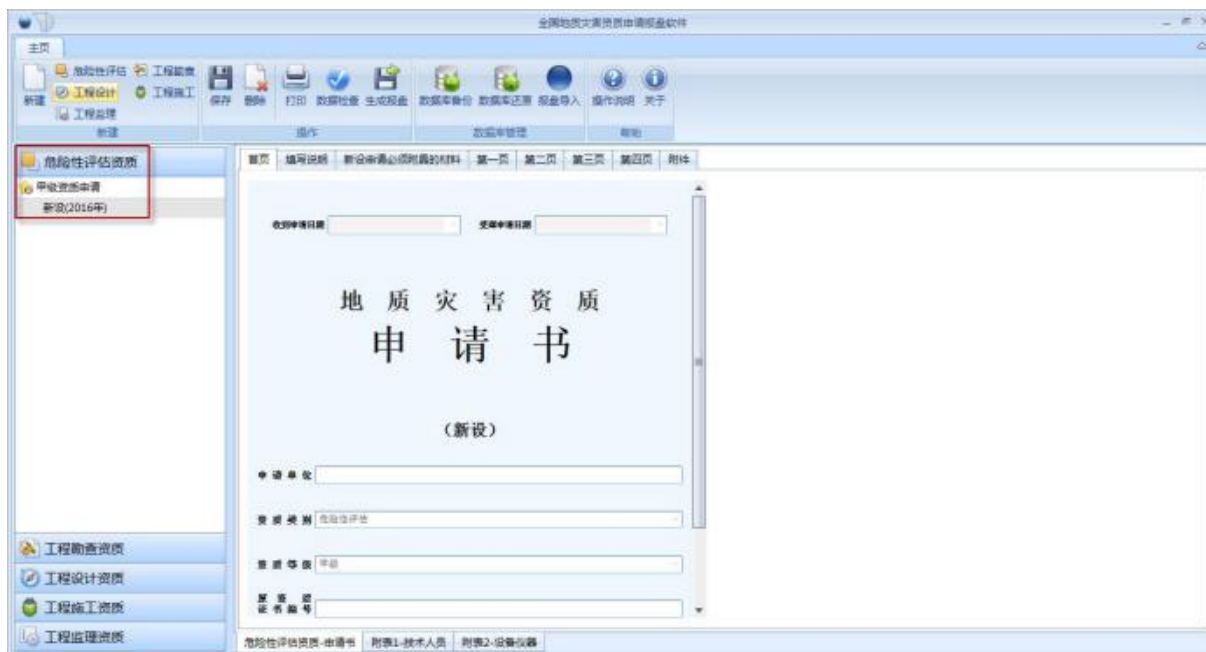 全国地质灾害资质申请报盘软件
主页
新建 危险性评估 工程勘查 工程设计 工程施工 工程监理 保存 删除 打印 数据检查 生成报盘 数据库备份 数据库还原 报盘导入 操作说明 关于
新建 操作 数据库管理 帮助
危险性评估资质
甲级资质申请
新设(2016年)
首页 填写说明 新设申请必须附具的材料 第一页 第二页 第三页 第四页 附件
收到申请日期 受理申请日期
地质灾害资质
申请书
（新设）
申请单位
资质类别 危险性评估
资质等级 甲级
原资质
证书编号
工程勘查资质
工程设计资质
工程施工资质
工程监理资质
危险性评估资质-申请书 附表1-技术人员 附表2-设备仪器